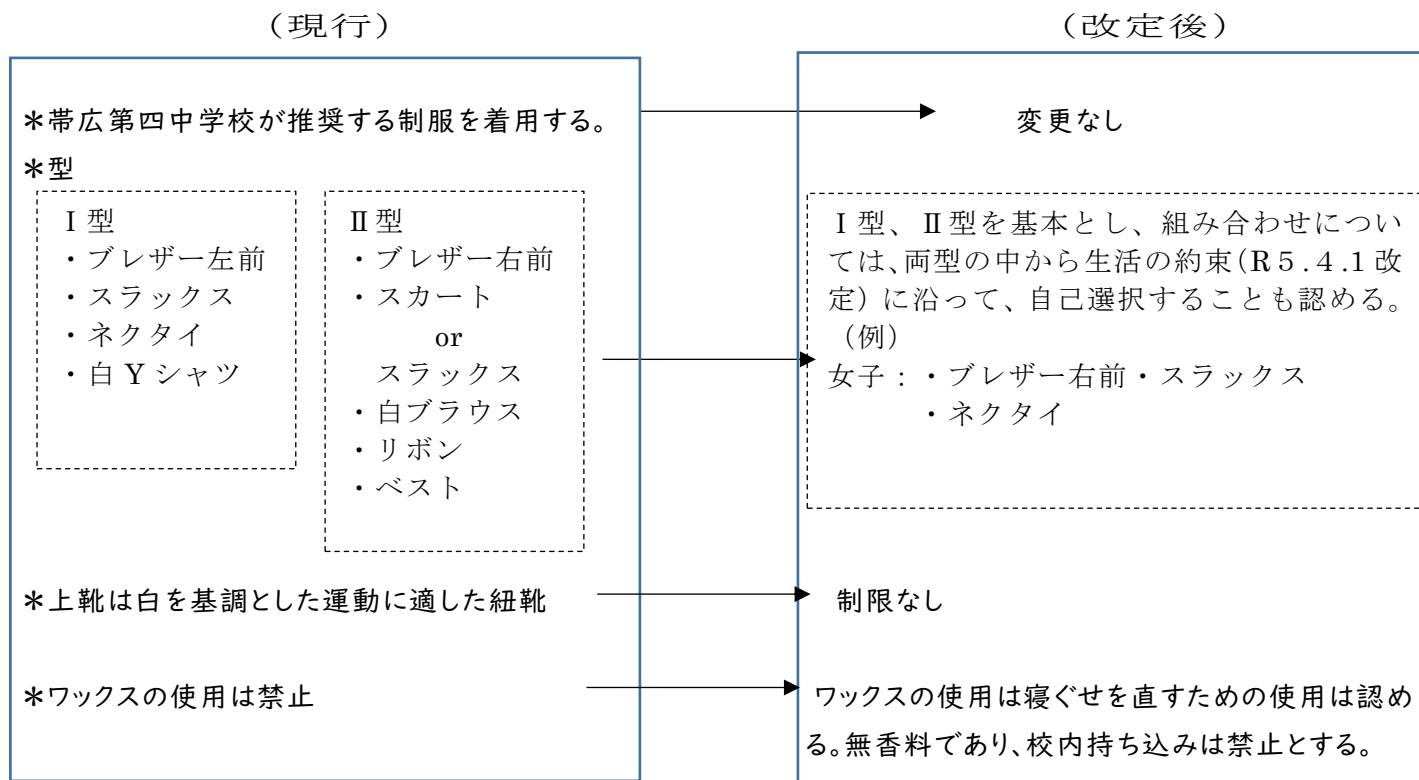 （現行）
＊帯広第四中学校が推奨する制服を着用する。
＊型
Ⅰ型
・ブレザー左前
・スラックス
・ネクタイ
・白Yシャツ
Ⅱ型
・ブレザー右前
・スカート
or
スラックス
・白ブラウス
・リボン
・ベスト
＊上靴は白を基調とした運動に適した紐靴
＊ワックスの使用は禁止
（改定後）
変更なし
Ⅰ型、Ⅱ型を基本とし、組み合わせについ
ては、両型の中から生活の約束（R５.４.1改
定）に沿って、自己選択することも認める。
（例）
女子：・ブレザー右前・スラックス
・ネクタイ
制限なし
ワックスの使用は寝ぐせを直すための使用は認め
る。無香料であり、校内持ち込みは禁止とする。